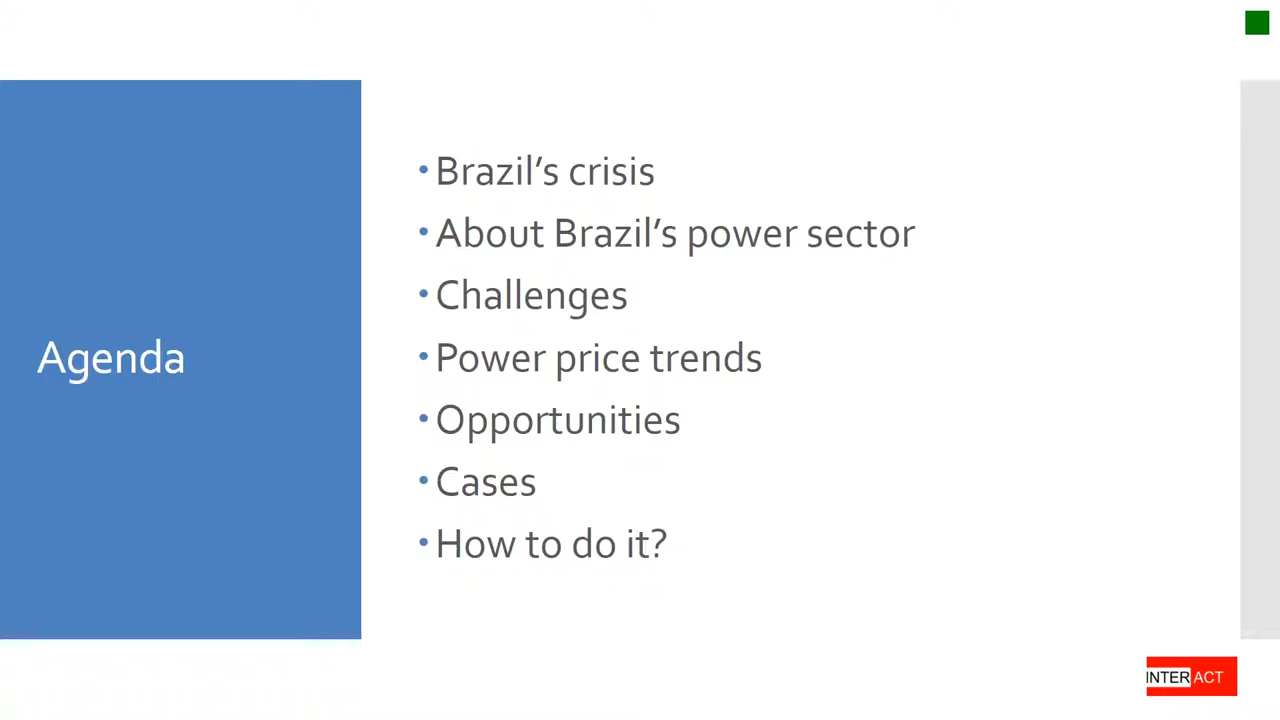 Agenda
• Brazil’s crisis
• About Brazil’s power sector
• Challenges
• Power price trends
• Opportunities
• Cases
• How to do it?
INTERACT